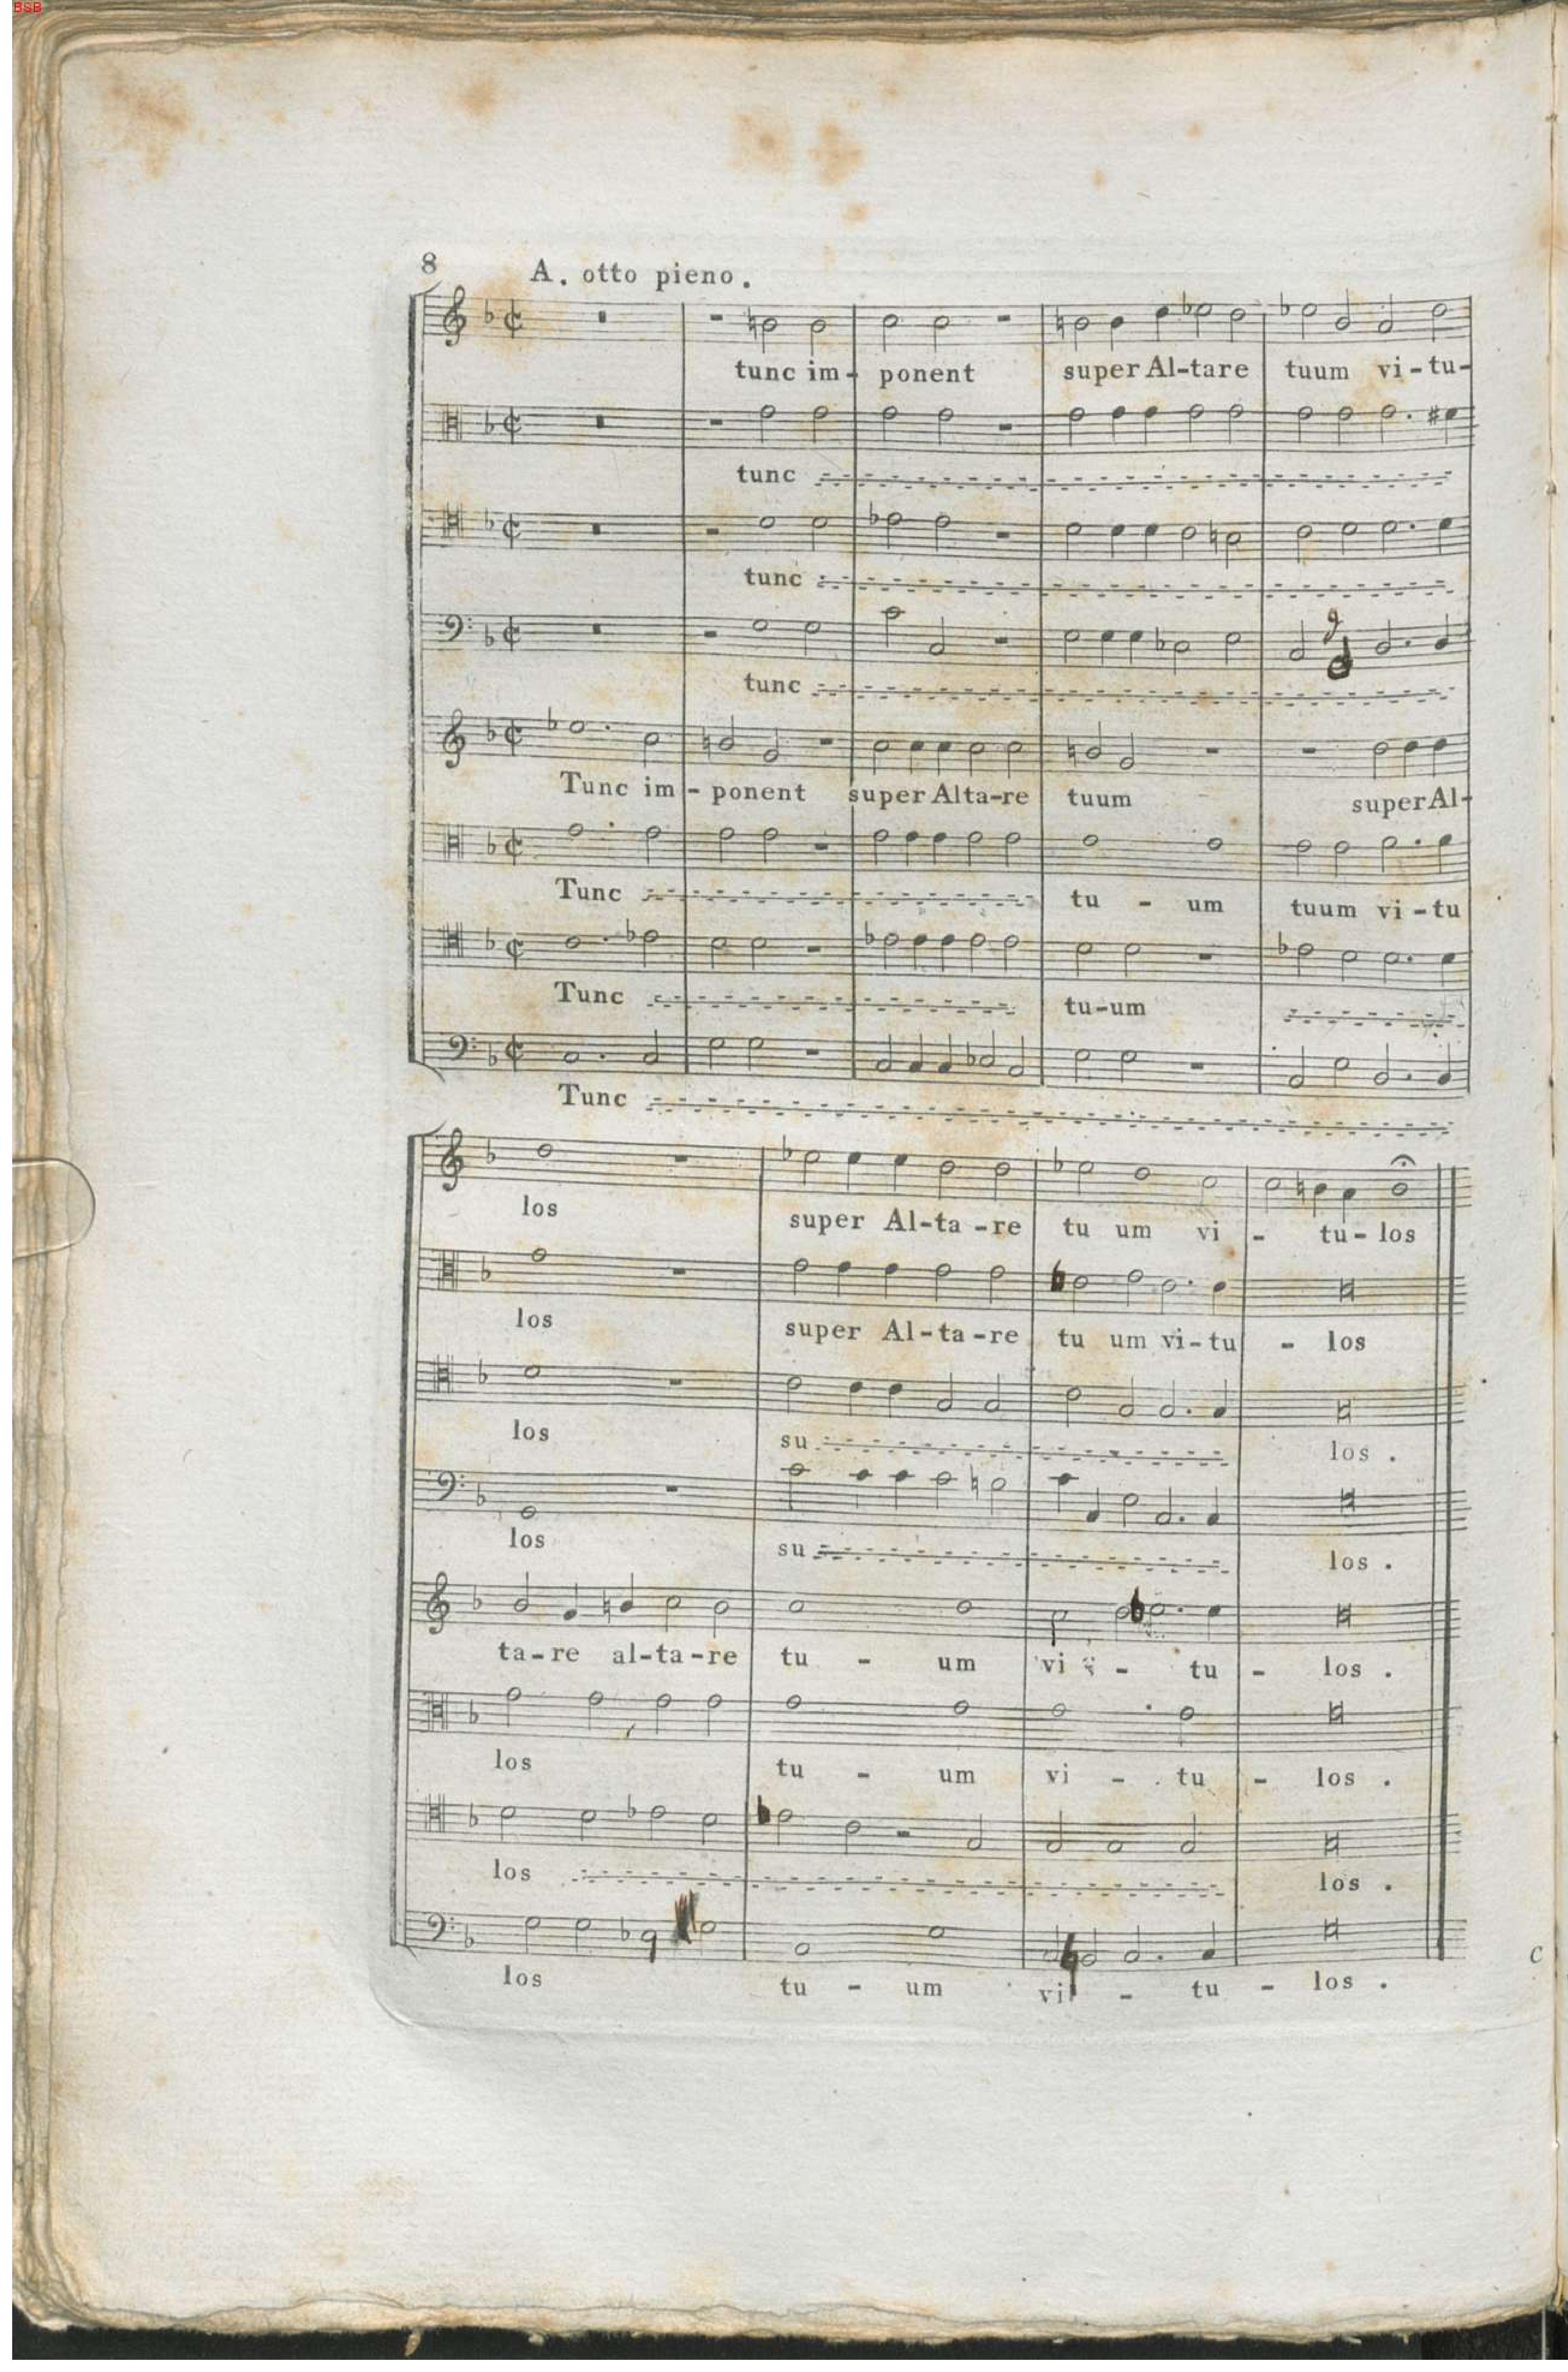 BSB
8 A. otto pieno.
tunc im - ponent super Al-tare tuum vi-tu-
tunc
tunc
tunc
Tunc im - ponent super Alta-re tuum super Al-
Tunc tu - um tuum vi-tu
Tunc tu-um
Tunc
los super Al-ta-re tu um vi - tu-los
los super Al-ta-re tu um vi-tu - los
los su los.
los su los.
ta-re al-ta-re tu - um vi - tu - los.
los tu - um vi - tu - los.
los los.
los tu - um vi - tu - los.
C